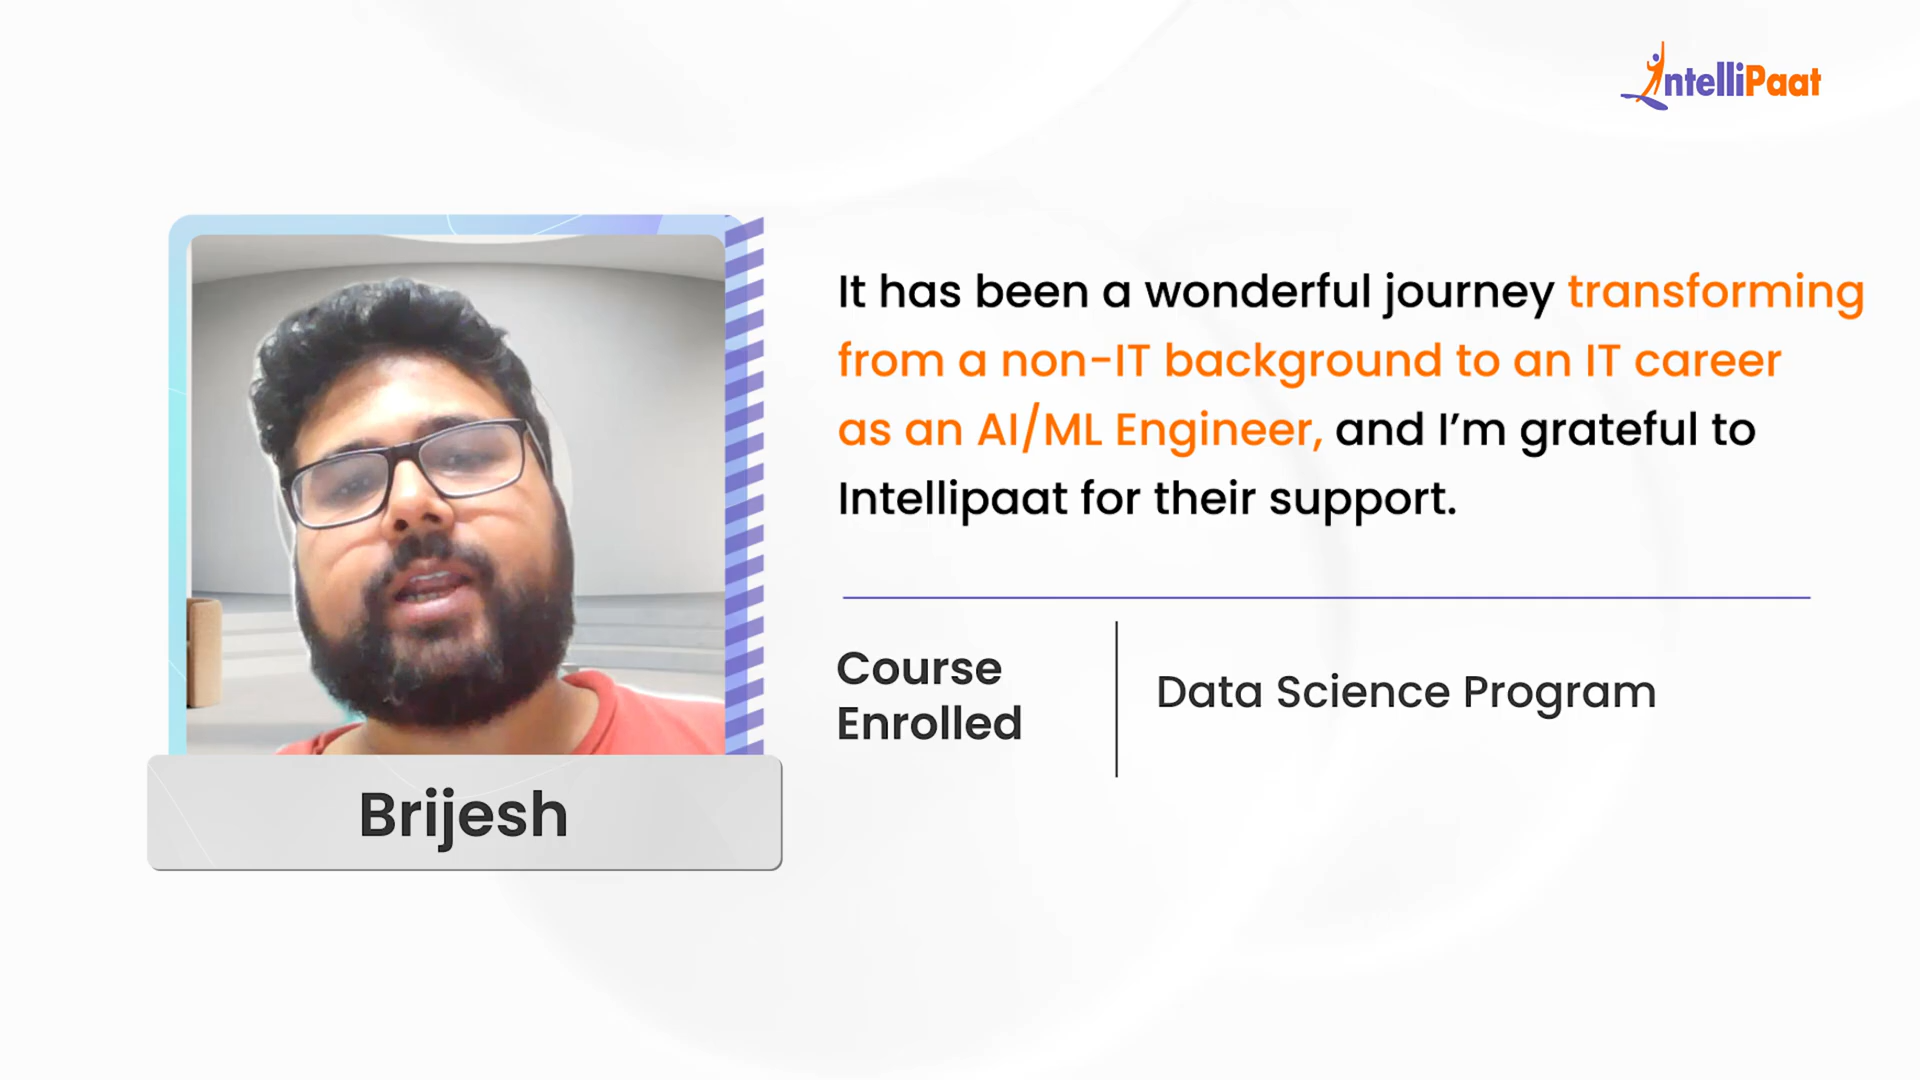 IntelliPaat
It has been a wonderful journey transforming
from a non-IT background to an IT career
as an AI/ML Engineer, and I’m grateful to
Intellipaat for their support.
Course
Enrolled
Data Science Program
Brijesh